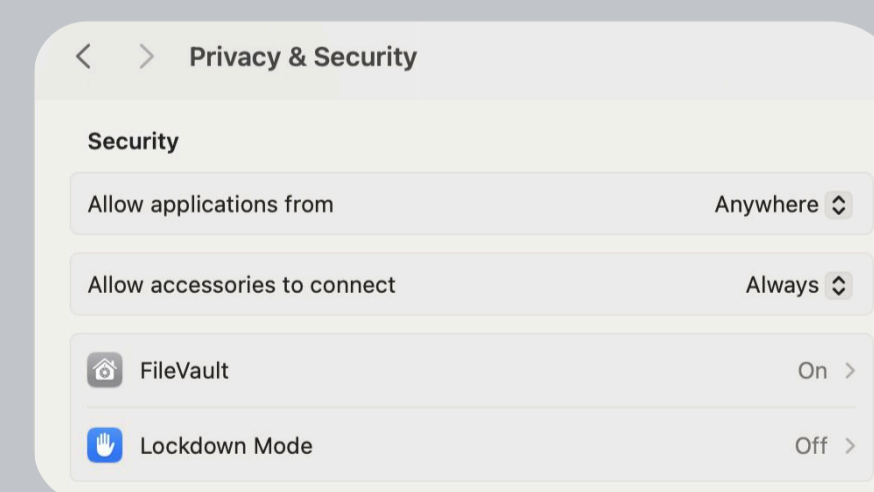 Privacy & Security
Security
Allow applications from Anywhere
Allow accessories to connect Always
FileVault On
Lockdown Mode Off